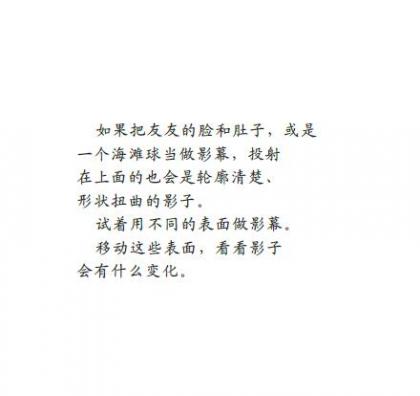 如果把友友的脸和肚子，或是
一个海滩球当做影幕，投射
在上面的也会是轮廓清楚、
形状扭曲的影子。
试着用不同的表面做影幕。
移动这些表面，看看影子
会有什么变化。